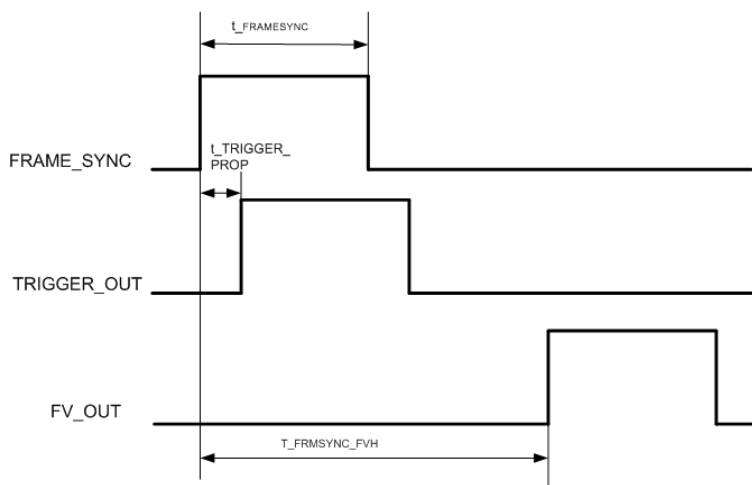 t_FRAMESYNC
FRAME_SYNC
t_TRIGGER_
PROP
TRIGGER_OUT
FV_OUT
T_FRMSYNC_FVH